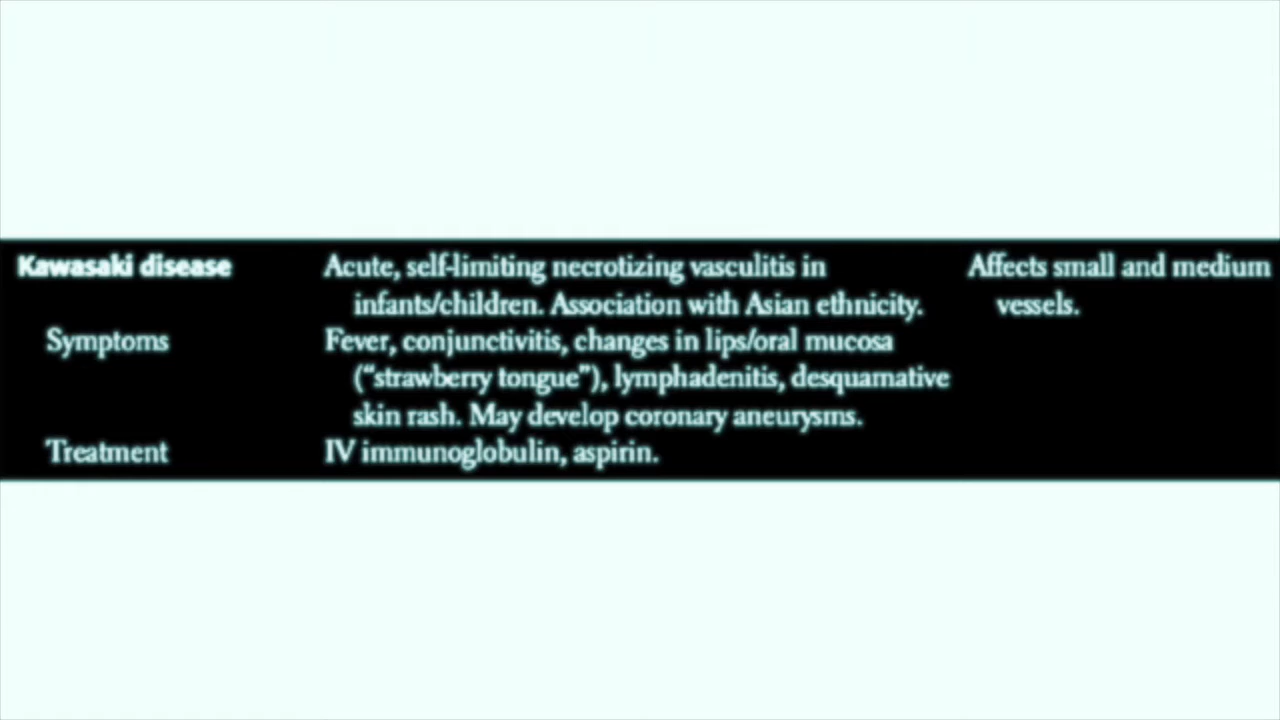 Kawasaki disease Acute, self-limiting necrotizing vasculitis in Affects small and medium
infants/children. Association with Asian ethnicity. vessels.
Symptoms Fever, conjunctivitis, changes in lips/oral mucosa
(“strawberry tongue”), lymphadenitis, desquamative
skin rash. May develop coronary aneurysms.
Treatment IV immunoglobulin, aspirin.